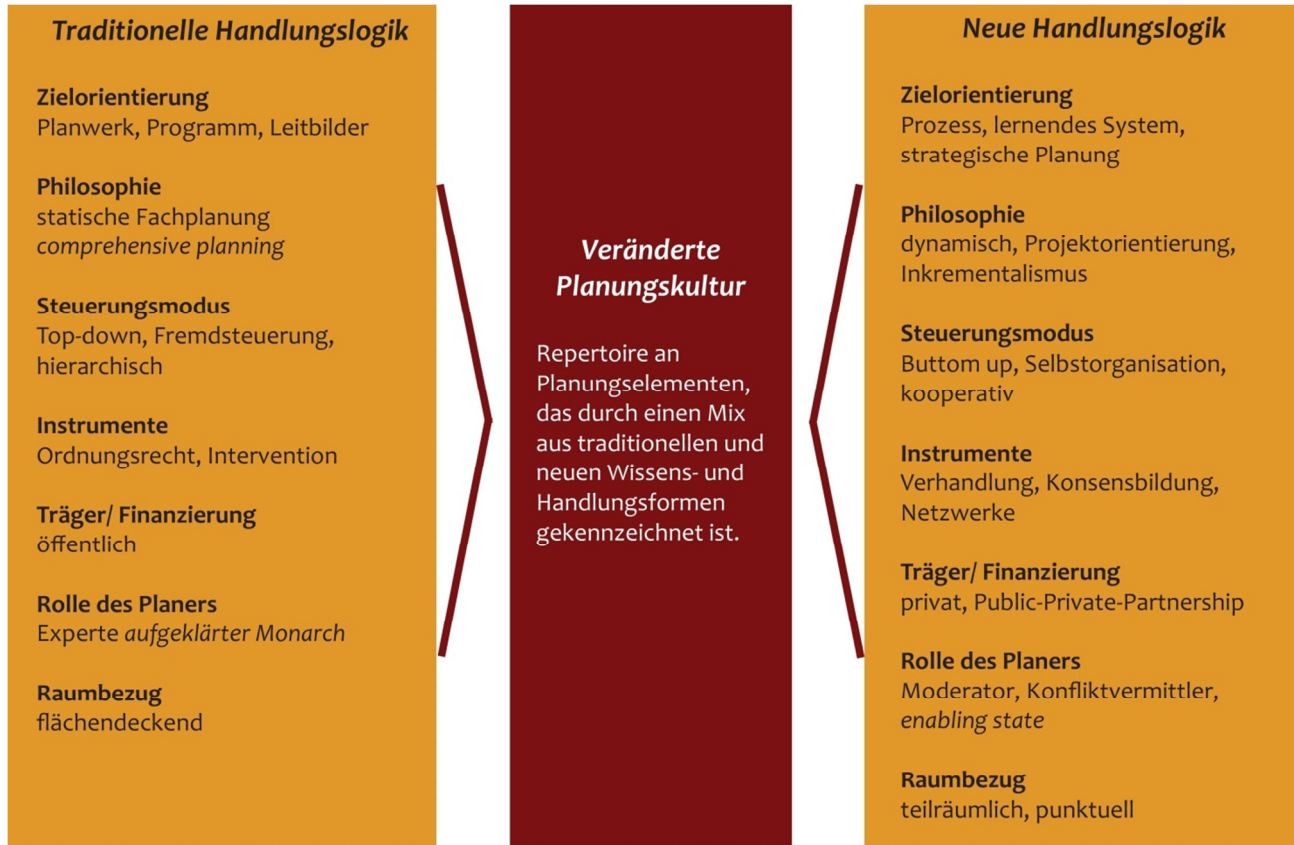 Traditionelle Handlungslogik
Zielorientierung
Planwerk, Programm, Leitbilder
Philosophie
statische Fachplanung
comprehensive planning
Steuerungsmodus
Top-down, Fremdsteuerung,
hierarchisch
Instrumente
Ordnungsrecht, Intervention
Träger/ Finanzierung
öffentlich
Rolle des Planers
Experte aufgeklärter Monarch
Raumbezug
flächendeckend
Veränderte
Planungskultur
Repertoire an
Planungselementen,
das durch einen Mix
aus traditionellen und
neuen Wissens- und
Handlungsformen
gekennzeichnet ist.
Neue Handlungslogik
Zielorientierung
Prozess, lernendes System,
strategische Planung
Philosophie
dynamisch, Projektorientierung,
Inkrementalismus
Steuerungsmodus
Buttom up, Selbstorganisation,
kooperativ
Instrumente
Verhandlung, Konsensbildung,
Netzwerke
Träger/ Finanzierung
privat, Public-Private-Partnership
Rolle des Planers
Moderator, Konfliktvermittler,
enabling state
Raumbezug
teilräumlich, punktuell